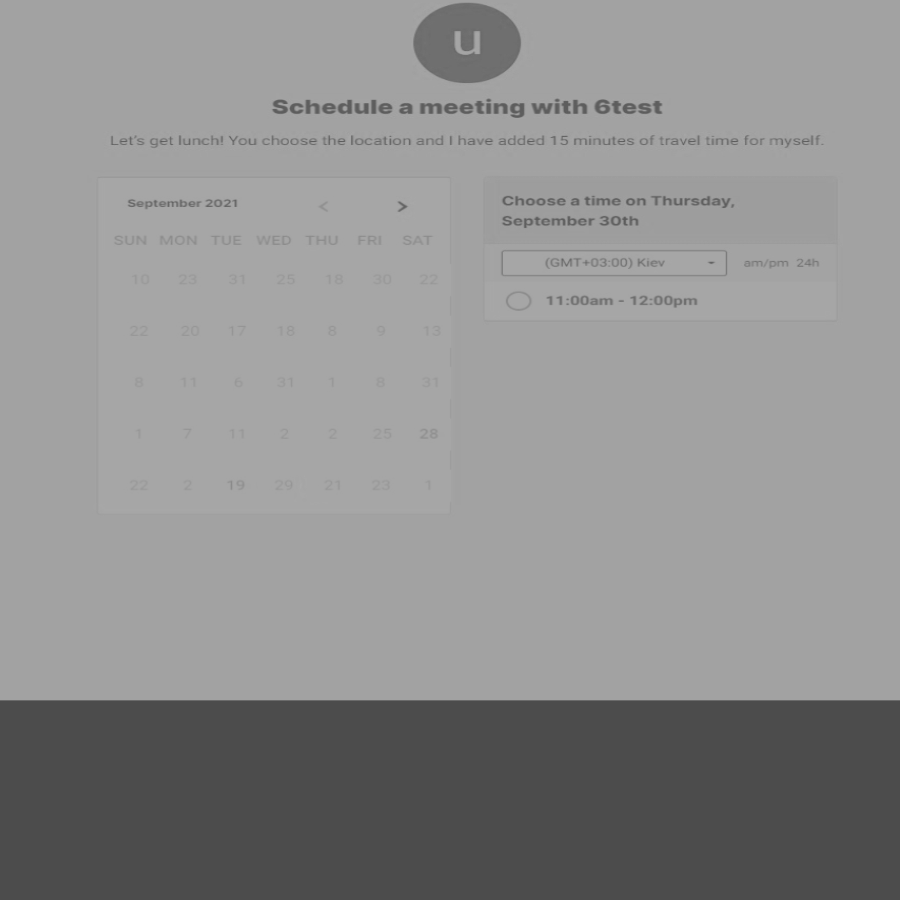 u
Schedule a meeting with 6test
Let's get lunch! You choose the location and I have added 15 minutes of travel time for myself.
September 2021 < >
SUN MON TUE WED THU FRI SAT
10 23 31 25 18 30 22
22 20 17 18 8 9 13
8 11 6 31 1 8 31
1 7 11 2 2 25 28
22 2 19 29 21 23 1
Choose a time on Thursday,
September 30th
(GMT+03:00) Kiev am/pm 24h
11:00am - 12:00pm